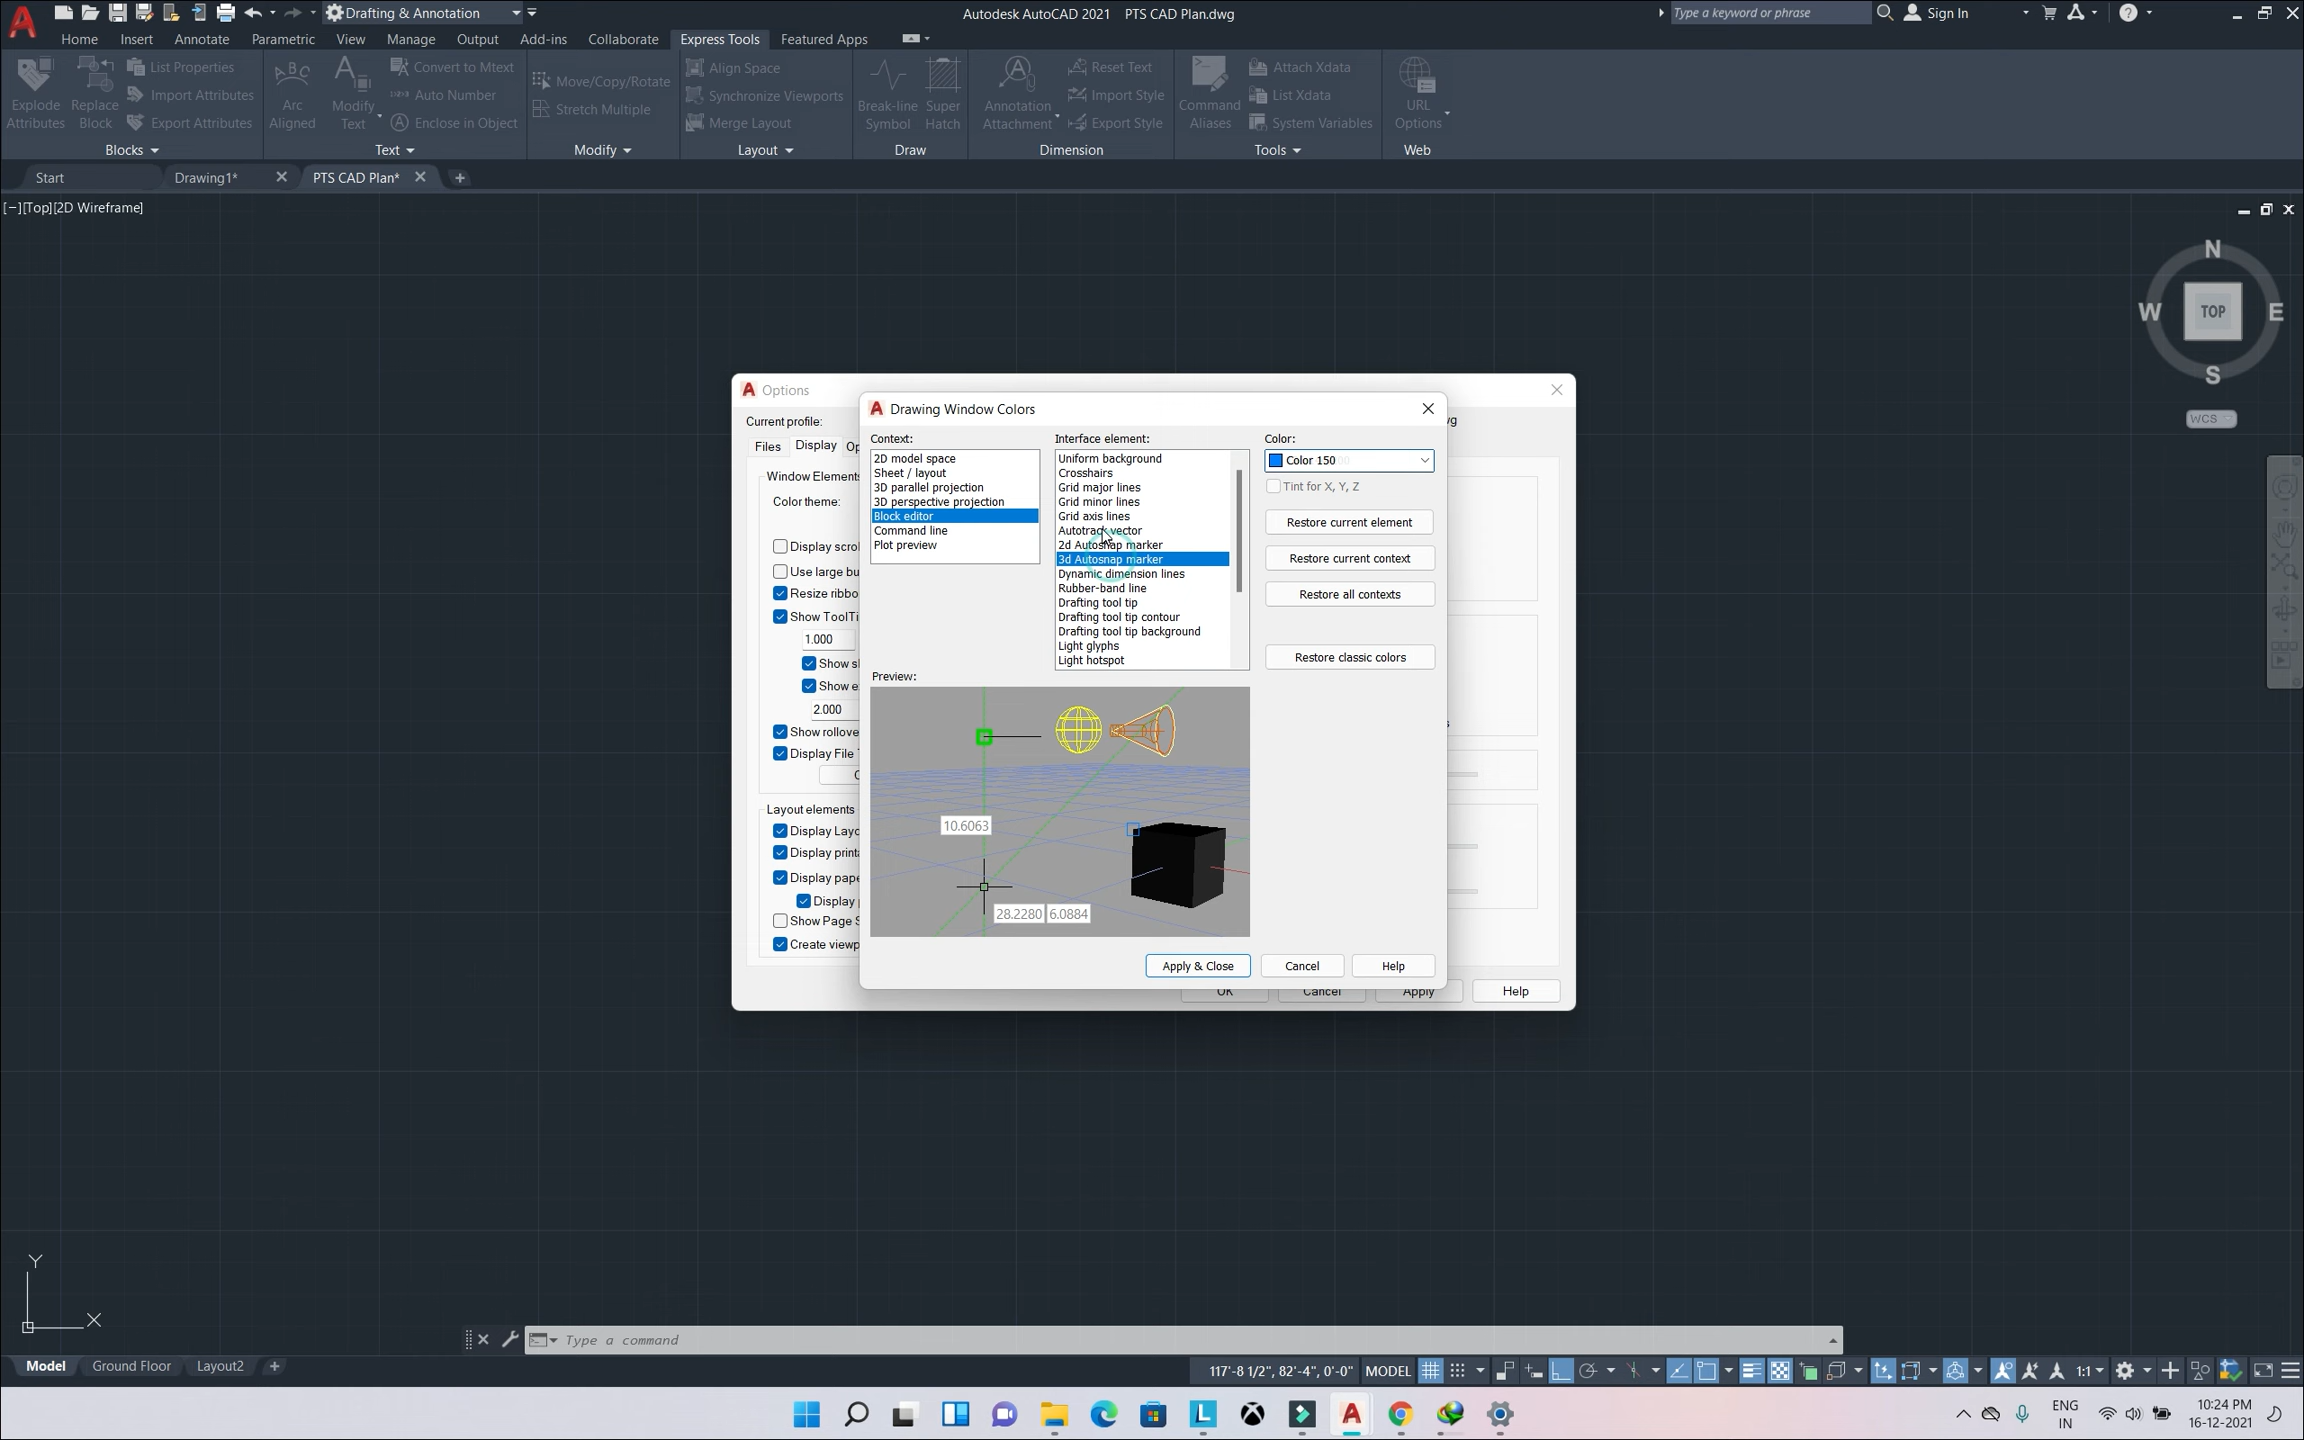 Drafting & Annotation
Autodesk AutoCAD 2021 PTS CAD Plan.dwg
Type a keyword or phrase
Sign In
Home Insert Annotate Parametric View Manage Output Add-ins Collaborate Express Tools Featured Apps
Explode Attributes
Replace Block
List Properties
Import Attributes
Export Attributes
Arc Aligned
Modify Text
Convert to Mtext
Auto Number
Enclose in Object
Move/Copy/Rotate
Stretch Multiple
Align Space
Synchronize Viewports
Merge Layout
Break-line Symbol
Super Hatch
Annotation Attachment
Reset Text
Import Style
Export Style
Command Aliases
Attach Xdata
List Xdata
System Variables
URL Options
Blocks Text Modify Layout Draw Dimension Tools Web
Start Drawing1* PTS CAD Plan*
[−][Top][2D Wireframe]
N
W TOP E
S
WCS
Options
Current profile:
Files Display Op
Window Elements
Color theme:
Display scro
Use large bu
Resize ribbo
Show ToolTi
1.000
Show s
Show e
2.000
Show rollove
Display File
Layout elements
Display Layo
Display print
Display pape
Display
Show Page S
Create viewp
OK Cancel Apply Help
Drawing Window Colors
Context:
2D model space
Sheet / layout
3D parallel projection
3D perspective projection
Block editor
Command line
Plot preview
Interface element:
Uniform background
Crosshairs
Grid major lines
Grid minor lines
Grid axis lines
Autotrack vector
2d Autosnap marker
3d Autosnap marker
Dynamic dimension lines
Rubber-band line
Drafting tool tip
Drafting tool tip contour
Drafting tool tip background
Light glyphs
Light hotspot
Color:
Color 150
Tint for X, Y, Z
Restore current element
Restore current context
Restore all contexts
Restore classic colors
Preview:
10.6063
28.2280 6.0884
Apply & Close Cancel Help
Y
X
Type a command
Model Ground Floor Layout2
117'-8 1/2", 82'-4", 0'-0" MODEL 1:1
ENG
IN
10:24 PM
16-12-2021